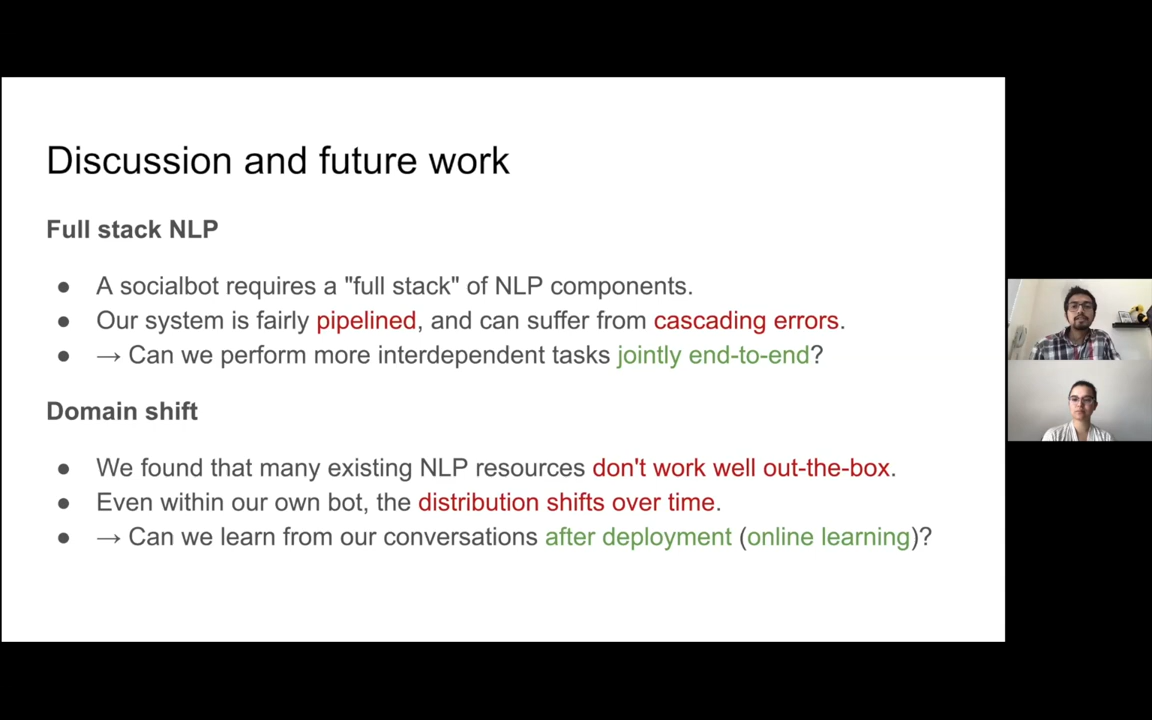 Discussion and future work
Full stack NLP
● A socialbot requires a "full stack" of NLP components.
● Our system is fairly pipelined, and can suffer from cascading errors.
● → Can we perform more interdependent tasks jointly end-to-end?
Domain shift
● We found that many existing NLP resources don't work well out-the-box.
● Even within our own bot, the distribution shifts over time.
● → Can we learn from our conversations after deployment (online learning)?